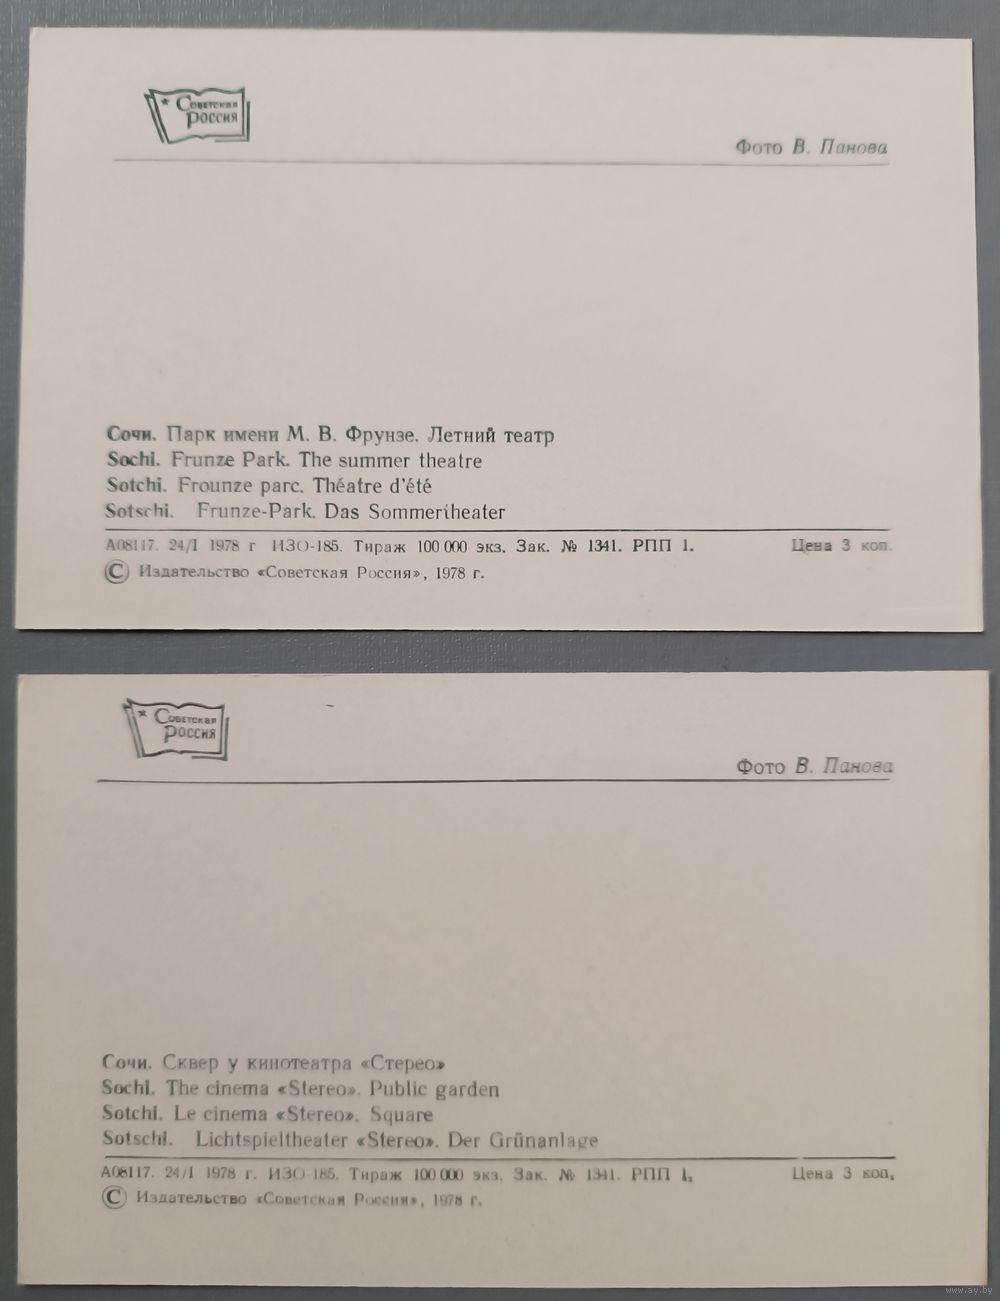 Советская
Россия
Фото В. Панова
Сочи. Парк имени М. В. Фрунзе. Летний театр
Sochi. Frunze Park. The summer theatre
Sotchi. Frounze parc. Théatre d'été
Sotschi. Frunze-Park. Das Sommertheater
А08117. 24/I 1978 г ИЗО-185. Тираж 100 000 экз. Зак. № 1341. РПП 1. Цена 3 коп.
© Издательство «Советская Россия», 1978 г.
Советская
Россия
Фото В. Панова
Сочи. Сквер у кинотеатра «Стерео»
Sochi. The cinema «Stereo». Public garden
Sotchi. Le cinema «Stereo». Square
Sotschi. Lichtspieltheater «Stereo». Der Grünanlage
А08117. 24/I 1978 г. ИЗО-185. Тираж 100 000 экз. Зак. № 1341. РПП 1. Цена 3 коп.
© Издательство «Советская Россия», 1978 г.
www.ay.by